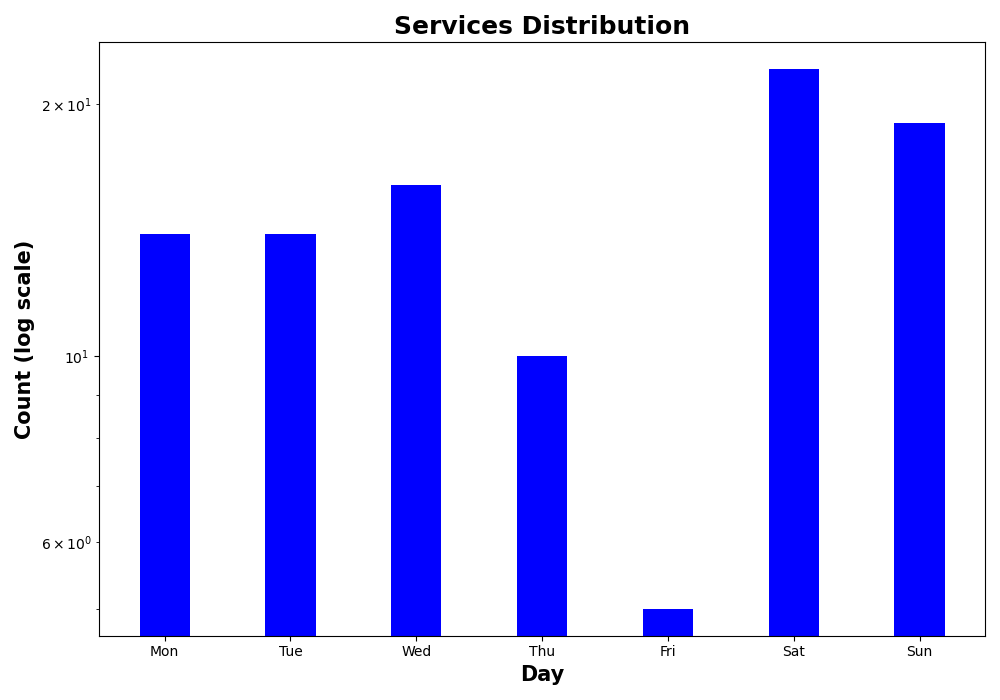 Services Distribution
Count (log scale)
2 × 10¹
10¹
6 × 10⁰
Mon Tue Wed Thu Fri Sat Sun
Day